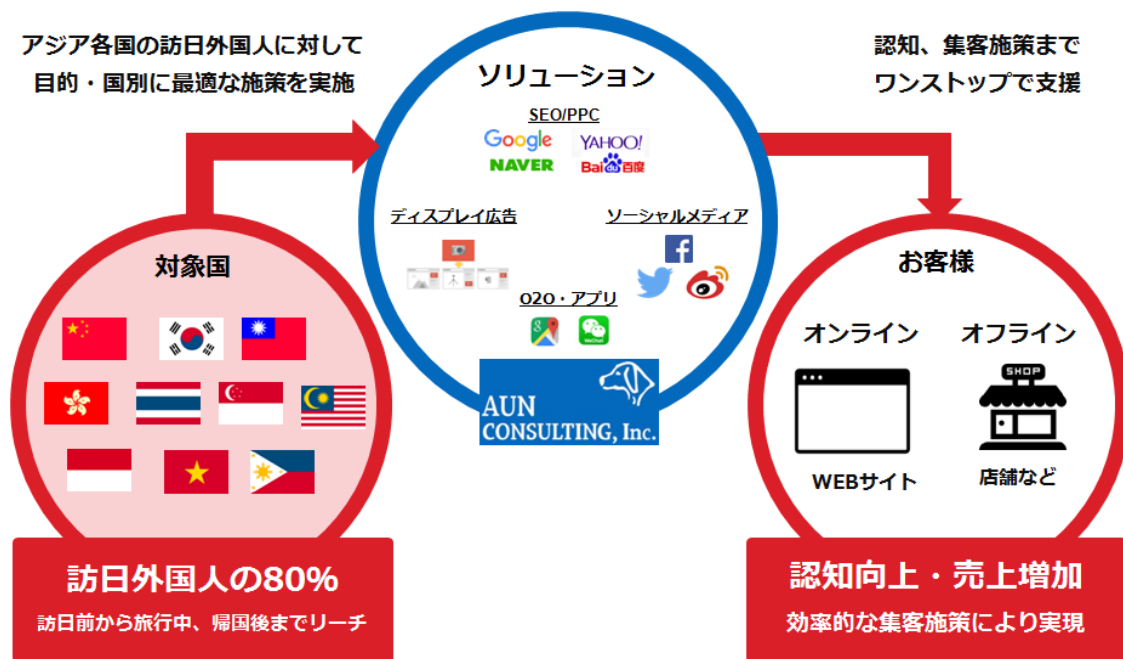 アジア各国の訪日外国人に対して
目的・国別に最適な施策を実施
ソリューション
SEO/PPC
Google
YAHOO!
NAVER
Bai du 百度
ディスプレイ広告
ソーシャルメディア
O2O・アプリ
WeChat
AUN
CONSULTING, Inc.
認知、集客施策まで
ワンストップで支援
対象国
訪日外国人の80%
訪日前から旅行中、帰国後までリーチ
お客様
オンライン
オフライン
SHOP
WEBサイト
店舗など
認知向上・売上増加
効率的な集客施策により実現